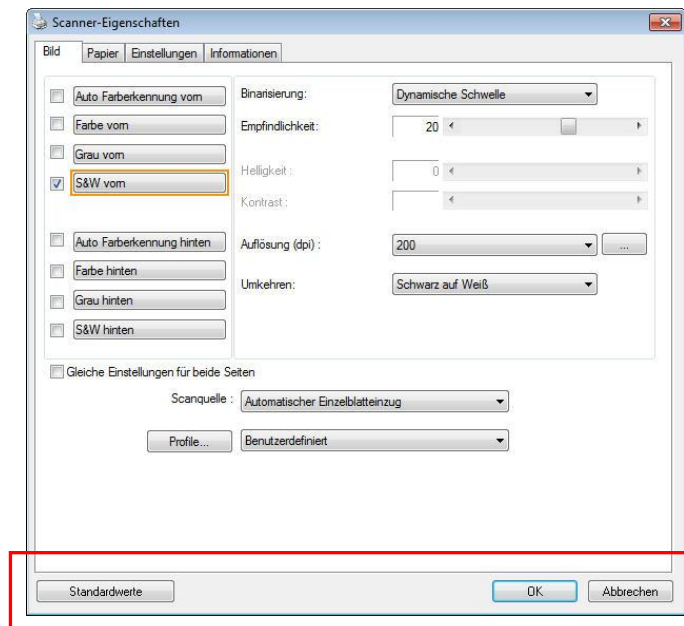 Scanner-Eigenschaften
Bild Papier Einstellungen Informationen
Auto Farberkennung vorn
Farbe vorn
Grau vorn
S&W vorn
Auto Farberkennung hinten
Farbe hinten
Grau hinten
S&W hinten
Binarisierung: Dynamische Schwelle
Empfindlichkeit: 20
Helligkeit : 0
Kontrast :
Auflösung (dpi) : 200 ...
Umkehren: Schwarz auf Weiß
Gleiche Einstellungen für beide Seiten
Scanquelle : Automatischer Einzelblatteinzug
Profile... Benutzerdefiniert
Standardwerte OK Abbrechen